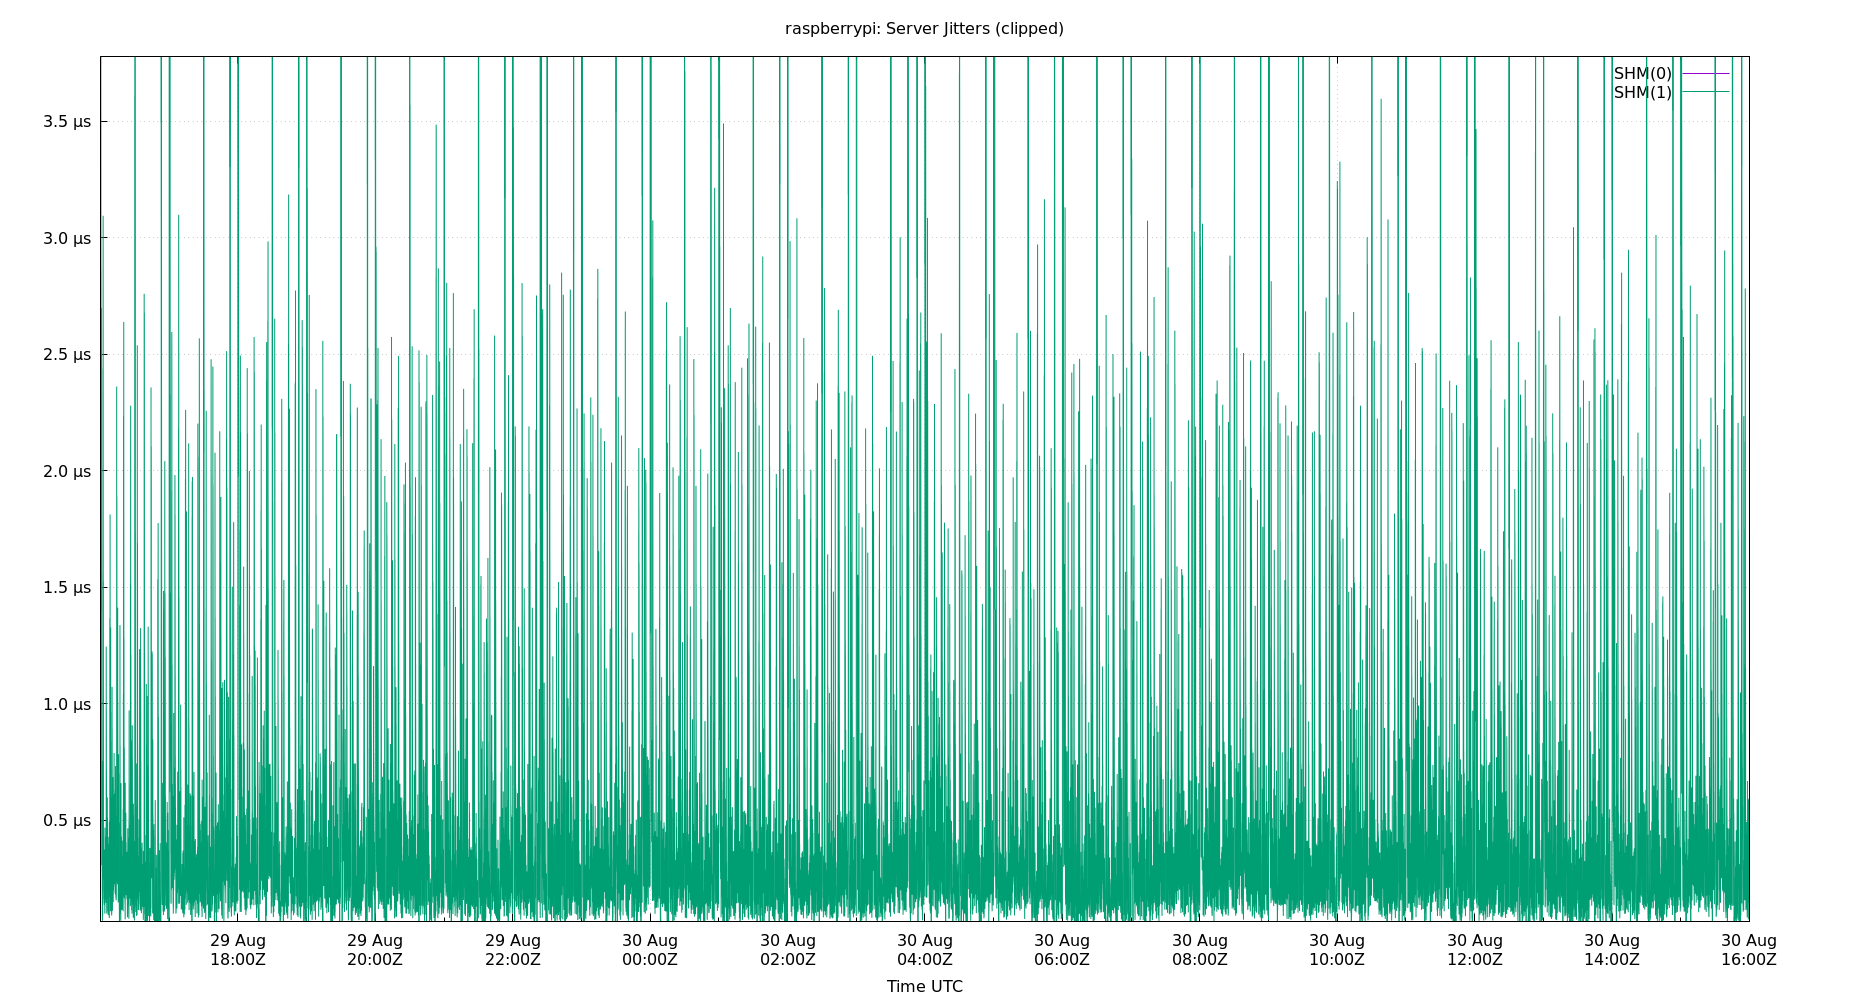 raspberrypi: Server Jitters (clipped)
SHM(0)
SHM(1)
3.5 µs
3.0 µs
2.5 µs
2.0 µs
1.5 µs
1.0 µs
0.5 µs
29 Aug 29 Aug 29 Aug 30 Aug 30 Aug 30 Aug 30 Aug 30 Aug 30 Aug 30 Aug 30 Aug 30 Aug
18:00Z 20:00Z 22:00Z 00:00Z 02:00Z 04:00Z 06:00Z 08:00Z 10:00Z 12:00Z 14:00Z 16:00Z
Time UTC